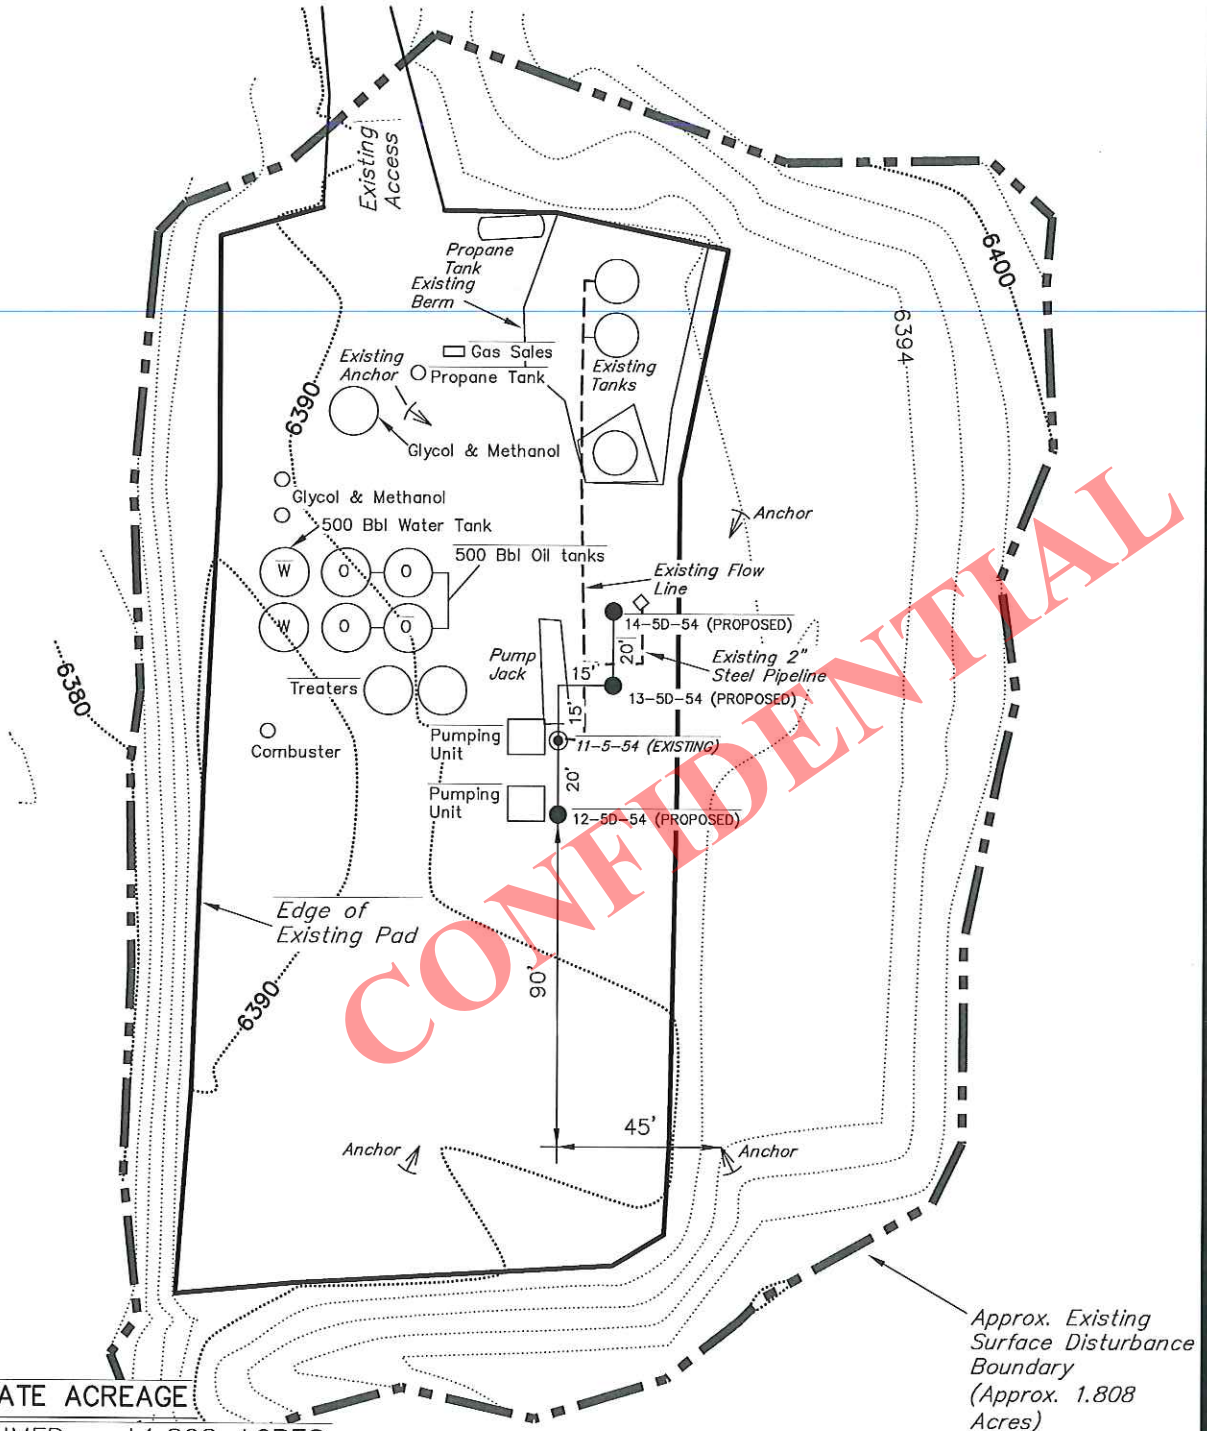 Existing
Access
6400
Propane
Tank
Existing
Berm
6394
Gas Sales
Existing
Anchor
Propane Tank
Existing
Tanks
6390
Glycol & Methanol
Glycol & Methanol
Anchor
500 Bbl Water Tank
500 Bbl Oil tanks
W
O
O
Existing Flow
Line
W
O
O
14-5D-54 (PROPOSED)
20'
Pump
Jack
15'
Existing 2"
Steel Pipeline
6380
Treaters
13-5D-54 (PROPOSED)
15'
Combuster
Pumping
Unit
11-5-54 (EXISTING)
20'
Pumping
Unit
12-5D-54 (PROPOSED)
CONFIDENTIAL
Edge of
Existing Pad
90'
6390
45'
Anchor
Anchor
Approx. Existing
Surface Disturbance
Boundary
(Approx. 1.808
Acres)
ATE ACREAGE